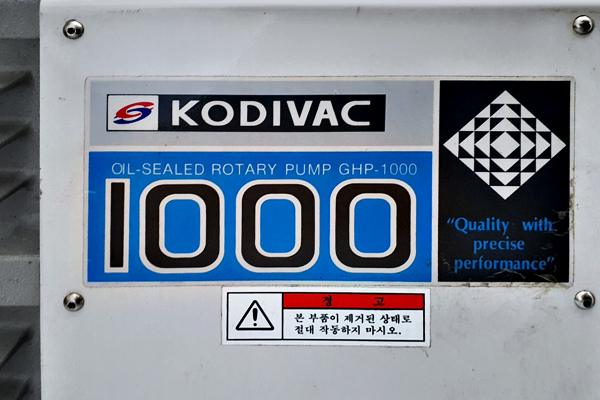 KODIVAC
OIL-SEALED ROTARY PUMP GHP-1000
1000
"Quality with
precise
performance"
경 고
본 부품이 제거된 상태로
절대 작동하지 마시오.